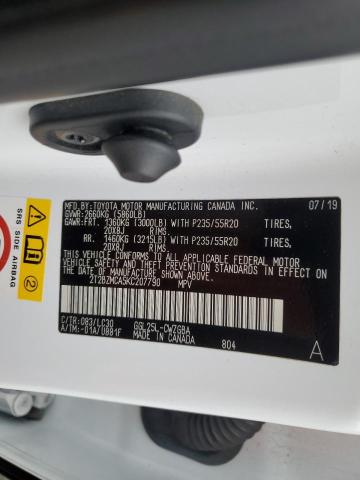 MFD.BY:TOYOTA MOTOR MANUFACTURING CANADA INC. 07/19
GVWR:2660KG (5860LB)
GAWR:FRT. 1360KG (3000LB) WITH P235/55R20 TIRES,
20X8J RIMS,
RR. 1460KG (3215LB) WITH P235/55R20 TIRES,
20X8J RIMS,
THIS VEHICLE CONFORMS TO ALL APPLICABLE FEDERAL MOTOR
VEHICLE SAFETY AND THEFT PREVENTION STANDARDS IN EFFECT ON
THE DATE OF MANUFACTURE SHOWN ABOVE.
2T2BZMCA5KC207790 MPV
C/TR:083/LC30 GGL25L-CWZGBA
A/TM:-01A/U881F MADE IN CANADA 804 A
SRS SIDE AIRBAG
2